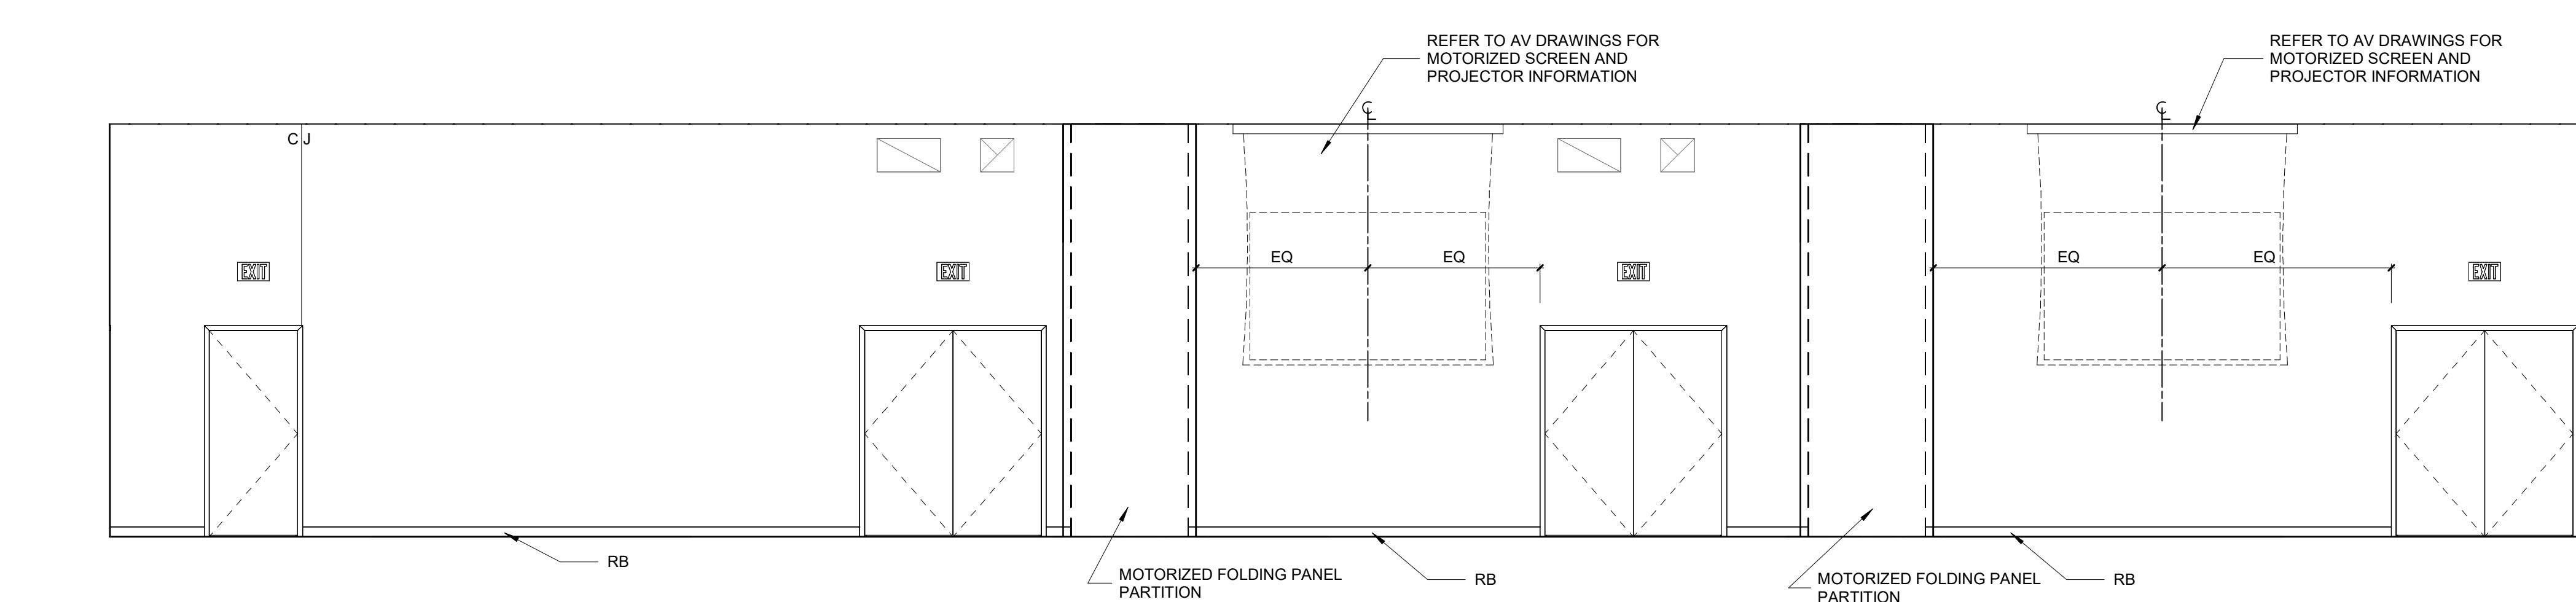 REFER TO AV DRAWINGS FOR
MOTORIZED SCREEN AND
PROJECTOR INFORMATION
REFER TO AV DRAWINGS FOR
MOTORIZED SCREEN AND
PROJECTOR INFORMATION
CL
CL
C J
EQ
EQ
EQ
EQ
EXIT
EXIT
EXIT
EXIT
RB
MOTORIZED FOLDING PANEL
PARTITION
RB
MOTORIZED FOLDING PANEL
PARTITION
RB